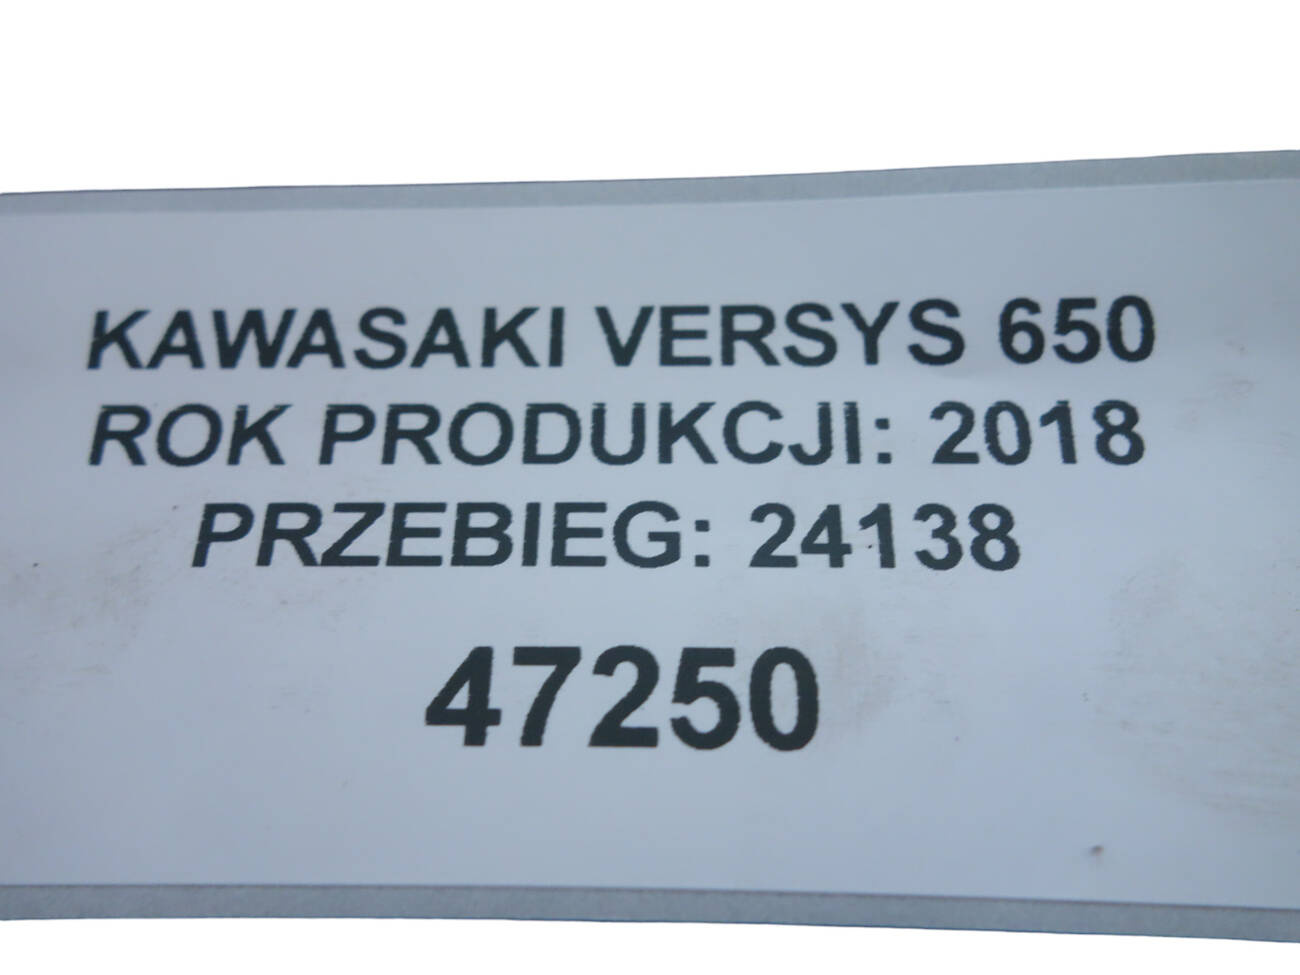 KAWASAKI VERSYS 650
ROK PRODUKCJI: 2018
PRZEBIEG: 24138
47250